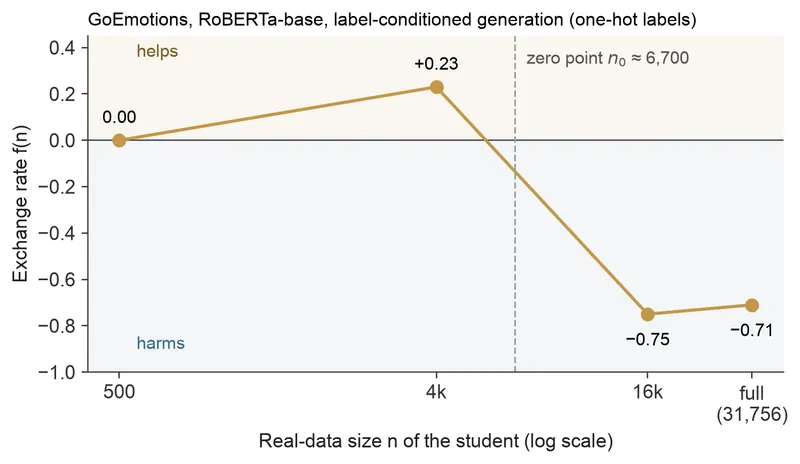 GoEmotions, RoBERTa-base, label-conditioned generation (one-hot labels)
helps
zero point n₀ ≈ 6,700
0.00
+0.23
−0.75
−0.71
harms
0.4
0.2
0.0
−0.2
−0.4
−0.6
−0.8
−1.0
Exchange rate f(n)
500
4k
16k
full
(31,756)
Real-data size n of the student (log scale)